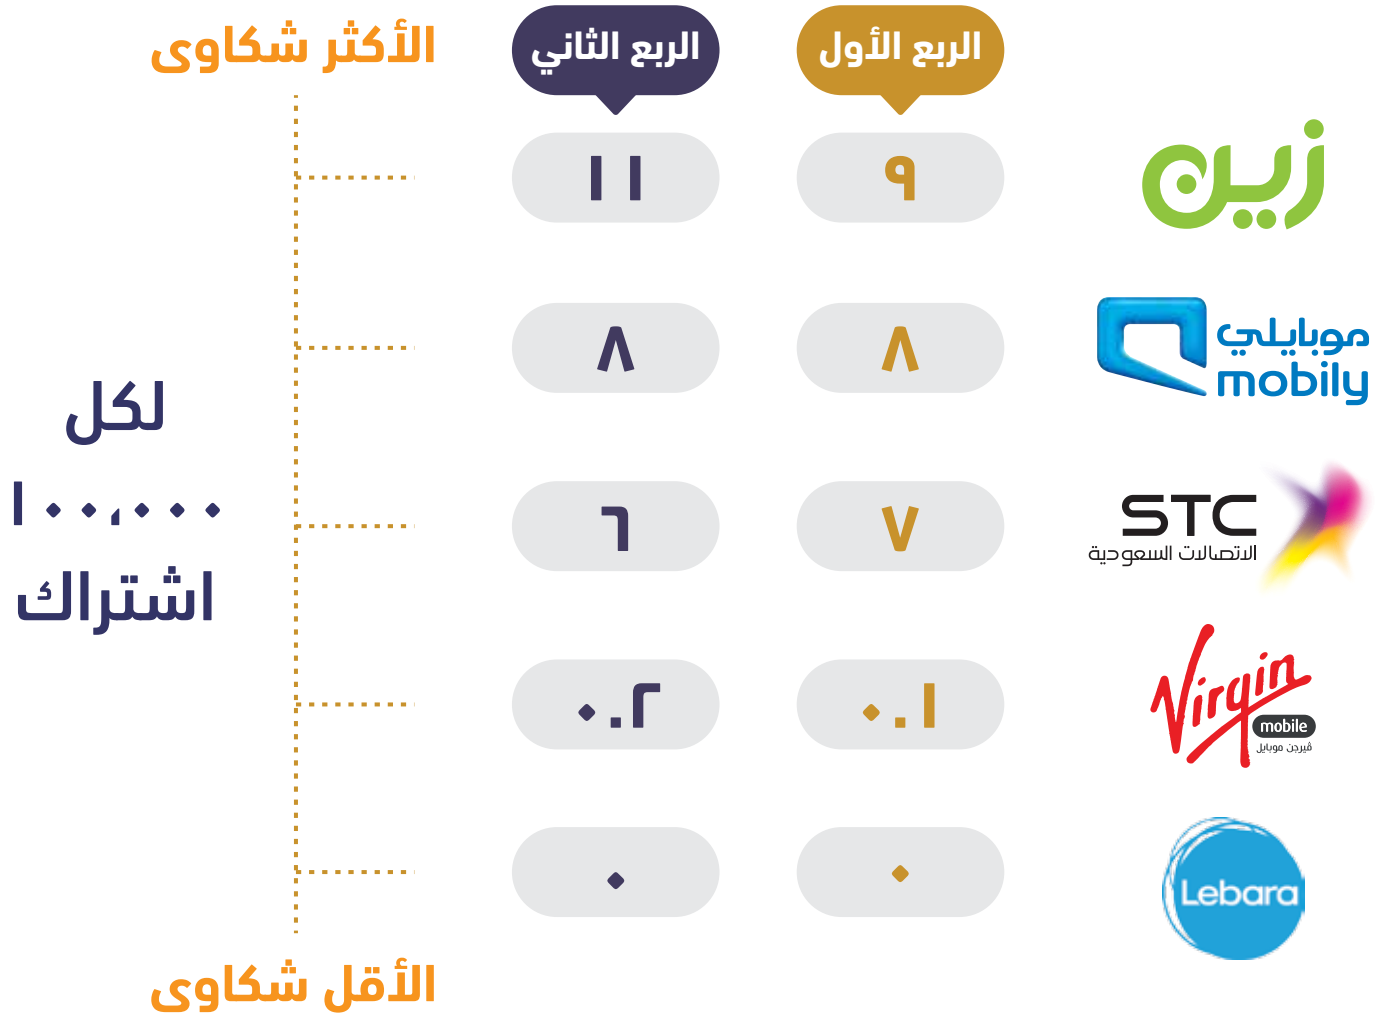 الربع الأول
الربع الثاني
الأكثر شكاوى
زين
٩
١١
موبايلي
mobily
٨
٨
STC
الاتصالات السعودية
٧
٦
لكل
١٠٠,٠٠٠
اشتراك
Virgin
mobile
ڤيرجن موبايل
٠.١
٠.٢
Lebara
٠
٠
الأقل شكاوى